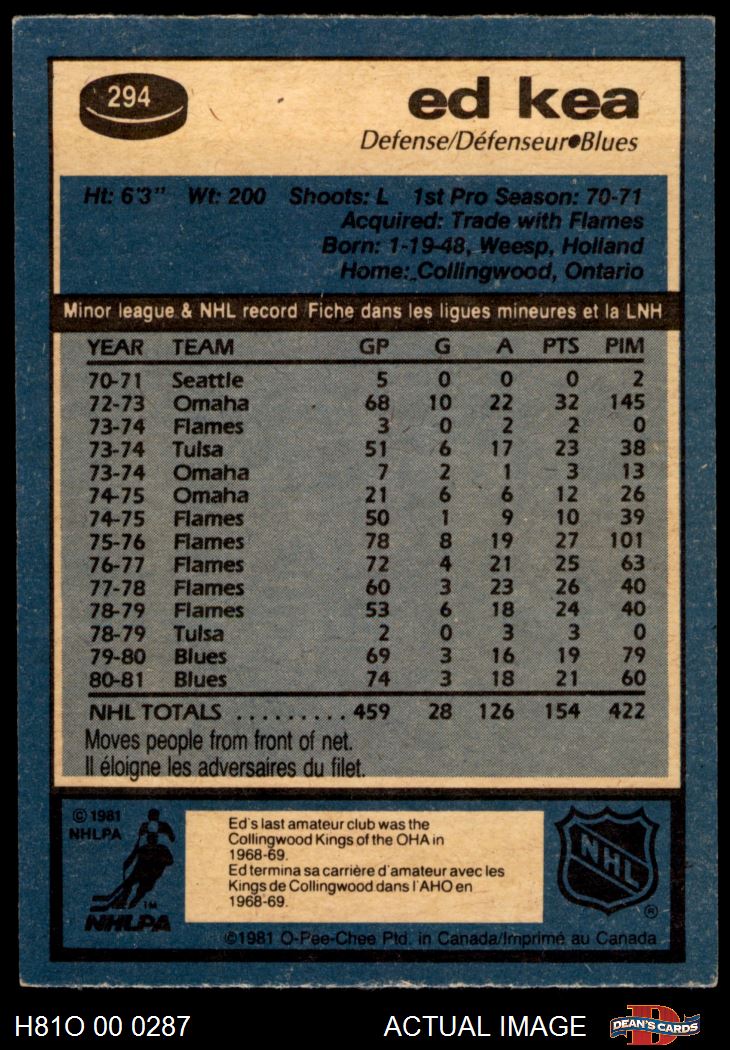 294
ed kea
Defense/Défenseur●Blues
Ht: 6'3" Wt: 200 Shoots: L 1st Pro Season: 70-71
Acquired: Trade with Flames
Born: 1-19-48, Weesp, Holland
Home: Collingwood, Ontario
Minor league & NHL record Fiche dans les ligues mineures et la LNH
YEAR TEAM GP G A PTS PIM
70-71 Seattle 5 0 0 0 2
72-73 Omaha 68 10 22 32 145
73-74 Flames 3 0 2 2 0
73-74 Tulsa 51 6 17 23 38
73-74 Omaha 7 2 1 3 13
74-75 Omaha 21 6 6 12 26
74-75 Flames 50 1 9 10 39
75-76 Flames 78 8 19 27 101
76-77 Flames 72 4 21 25 63
77-78 Flames 60 3 23 26 40
78-79 Flames 53 6 18 24 40
78-79 Tulsa 2 0 3 3 0
79-80 Blues 69 3 16 19 79
80-81 Blues 74 3 18 21 60
NHL TOTALS .......... 459 28 126 154 422
Moves people from front of net.
Il éloigne les adversaires du filet.
© 1981
NHLPA
TM
NHLPA
Ed's last amateur club was the
Collingwood Kings of the OHA in
1968-69.
Ed termina sa carrière d'amateur avec les
Kings de Collingwood dans l'AHO en
1968-69.
NHL
®
©1981 O-Pee-Chee Ptd. in Canada/Imprimé au Canada
H81O 00 0287 ACTUAL IMAGE
D
DEAN'S CARDS